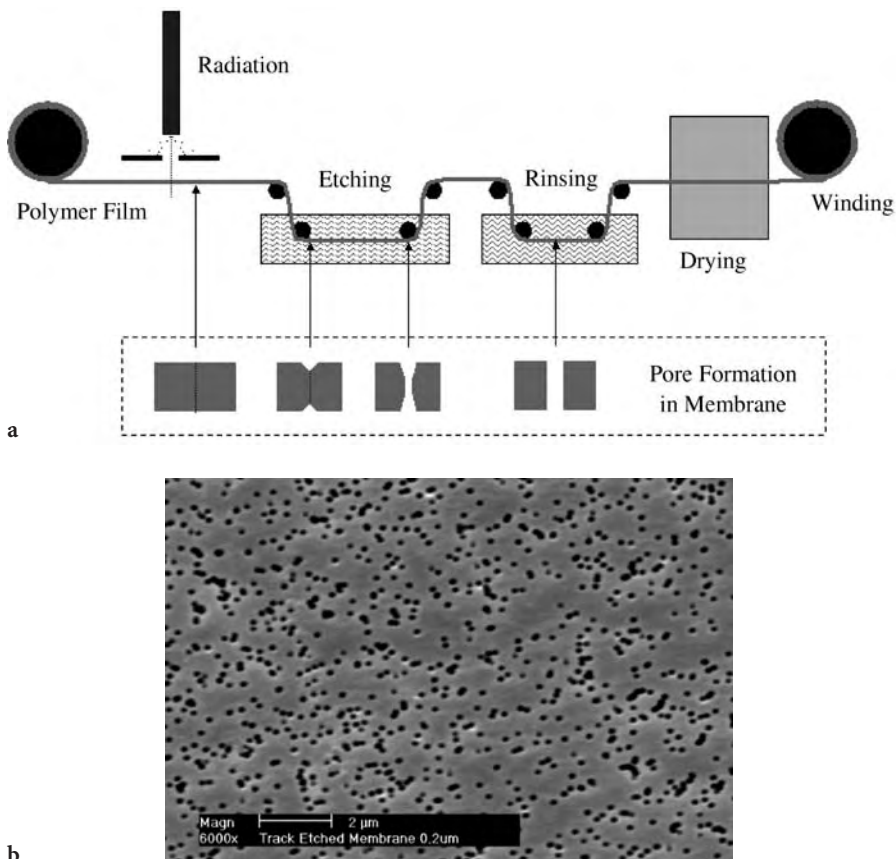 Radiation
Etching
Rinsing
Polymer Film
Winding
Drying
Pore Formation
in Membrane
a
Magn 2 µm
6000x Track Etched Membrane 0.2um
b